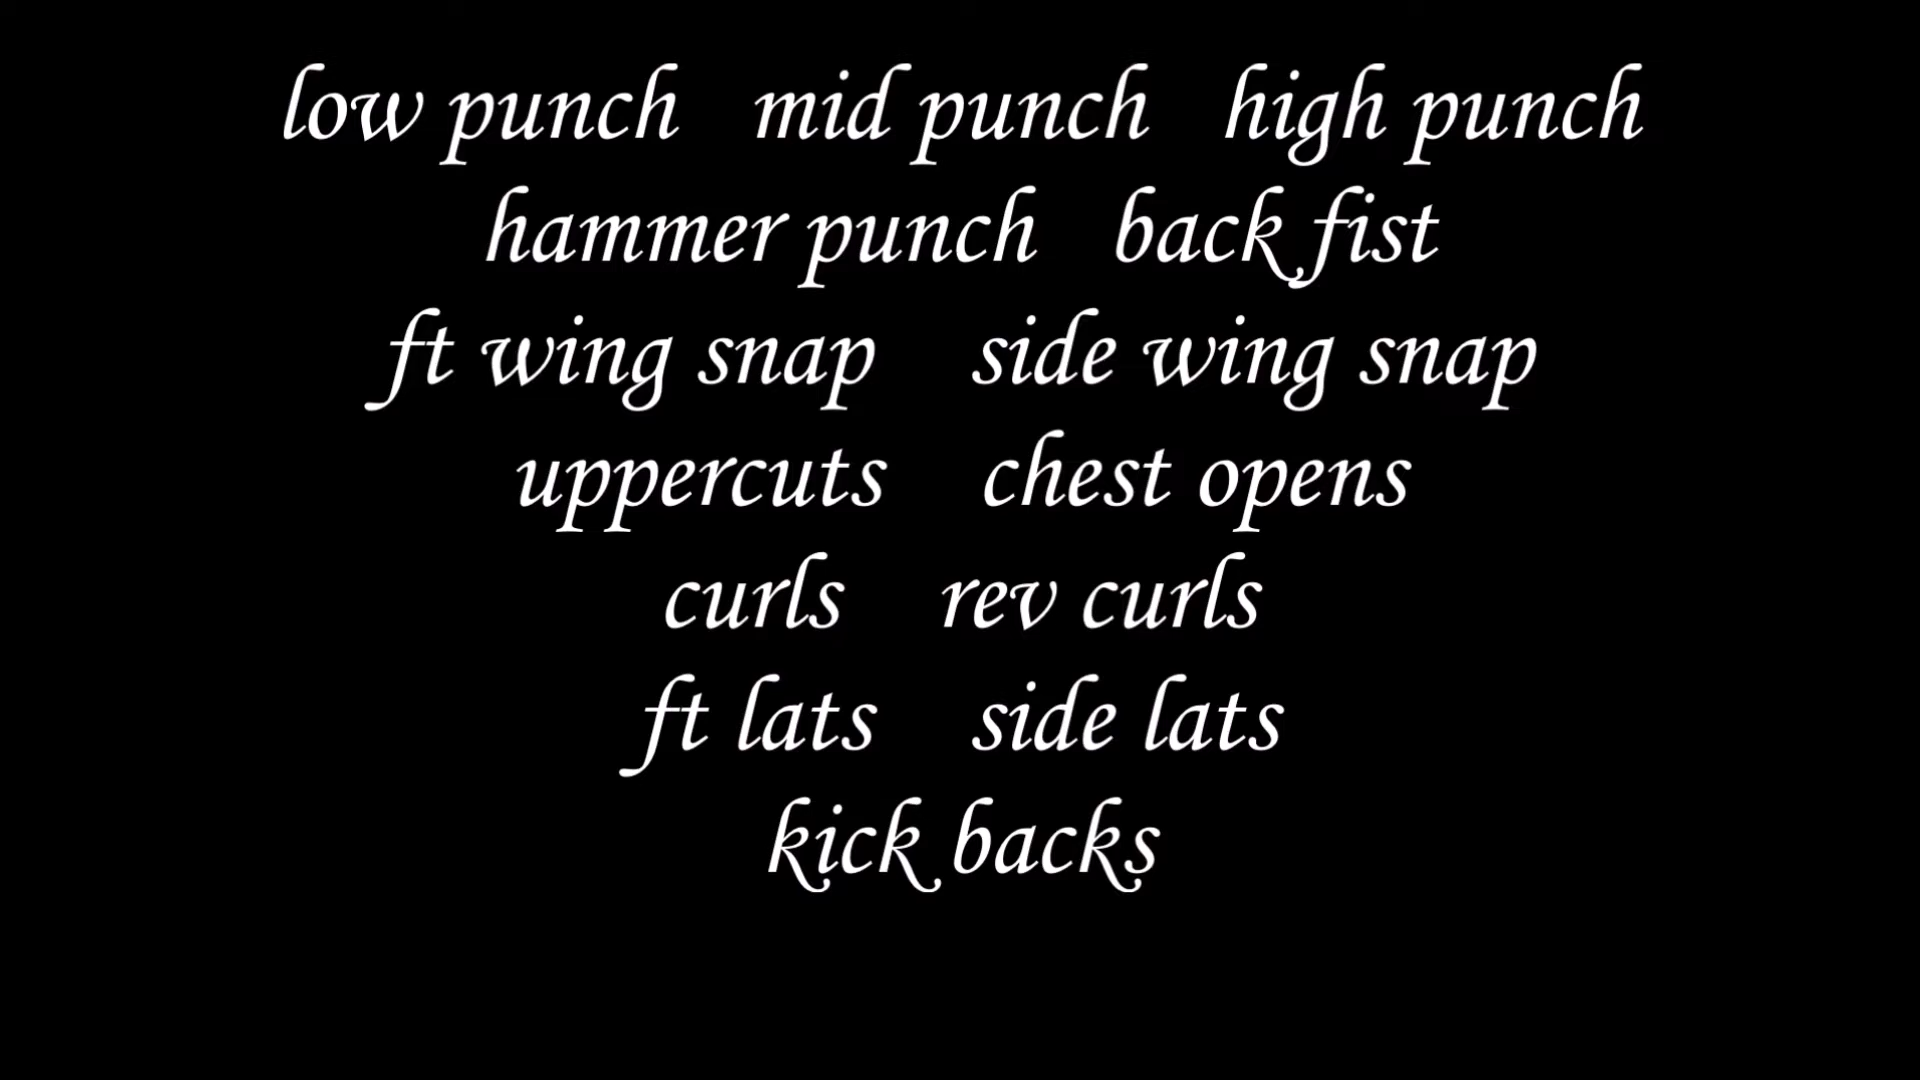 low punch mid punch high punch
hammer punch back fist
ft wing snap side wing snap
uppercuts chest opens
curls rev curls
ft lats side lats
kick backs